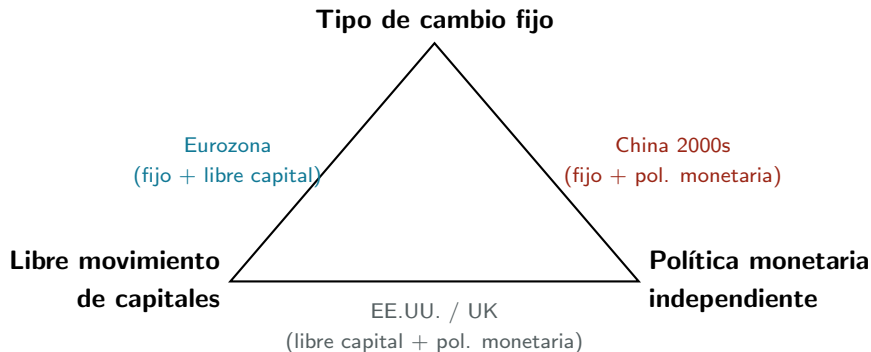 Tipo de cambio fijo
Eurozona
(fijo + libre capital)
China 2000s
(fijo + pol. monetaria)
Libre movimiento
de capitales
Política monetaria
independiente
EE.UU. / UK
(libre capital + pol. monetaria)